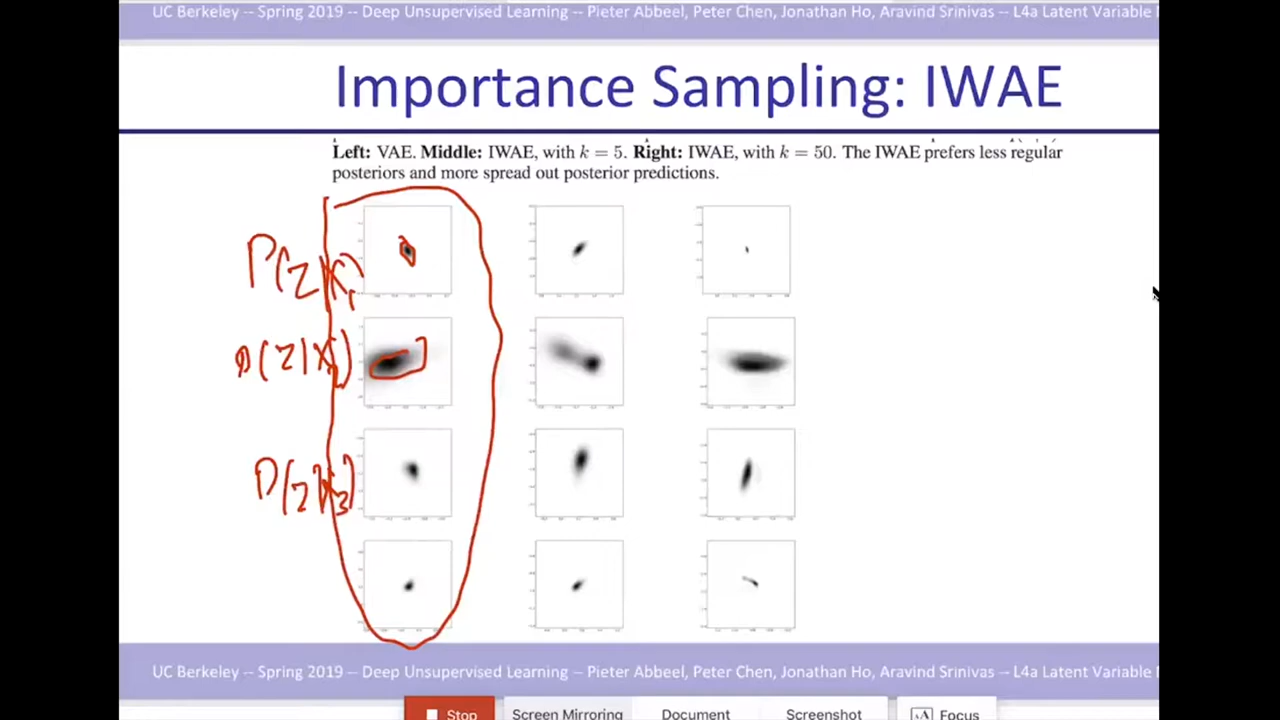 UC Berkeley -- Spring 2019 -- Deep Unsupervised Learning -- Pieter Abbeel, Peter Chen, Jonathan Ho, Aravind Srinivas -- L4a Latent Variable
Importance Sampling: IWAE
Left: VAE. Middle: IWAE, with k = 5. Right: IWAE, with k = 50. The IWAE prefers less regular
posteriors and more spread out posterior predictions.
P(z|x₁)
P(z|x₂)
P(z|x₃)
UC Berkeley -- Spring 2019 -- Deep Unsupervised Learning -- Pieter Abbeel, Peter Chen, Jonathan Ho, Aravind Srinivas -- L4a Latent Variable
Stop Screen Mirroring Document Screenshot Focus